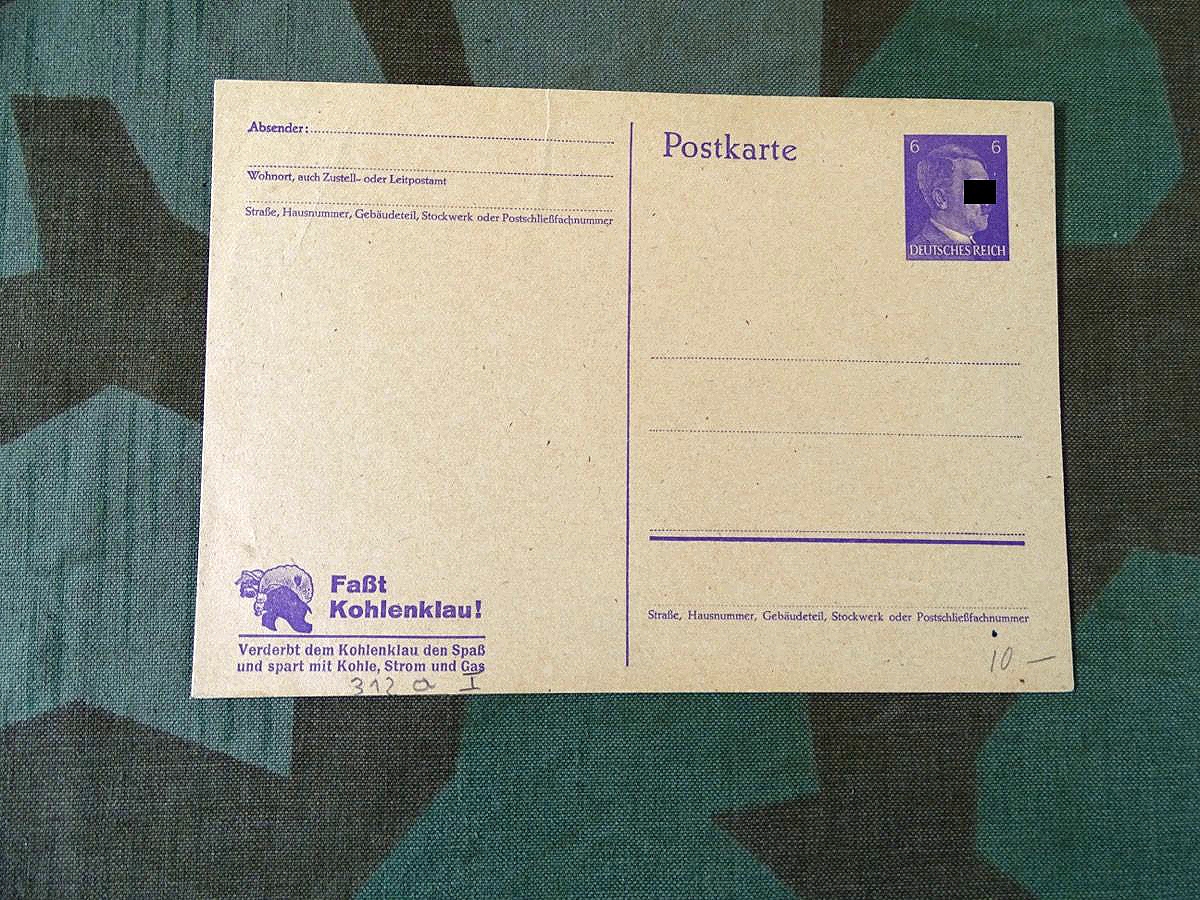 Absender:
Wohnort, auch Zustell- oder Leitpostamt
Straße, Hausnummer, Gebäudeteil, Stockwerk oder Postschließfachnummer
Faßt
Kohlenklau!
Verderbt dem Kohlenklau den Spaß
und spart mit Kohle, Strom und Gas
312 a I
Postkarte
6 6
DEUTSCHES REICH
Straße, Hausnummer, Gebäudeteil, Stockwerk oder Postschließfachnummer
10 —